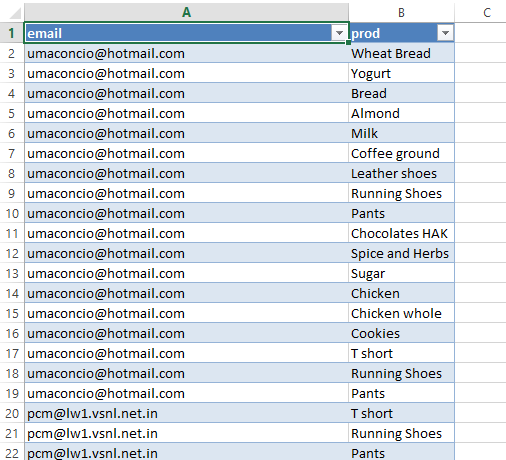 A B C
1 email prod
2 umaconcio@hotmail.com Wheat Bread
3 umaconcio@hotmail.com Yogurt
4 umaconcio@hotmail.com Bread
5 umaconcio@hotmail.com Almond
6 umaconcio@hotmail.com Milk
7 umaconcio@hotmail.com Coffee ground
8 umaconcio@hotmail.com Leather shoes
9 umaconcio@hotmail.com Running Shoes
10 umaconcio@hotmail.com Pants
11 umaconcio@hotmail.com Chocolates HAK
12 umaconcio@hotmail.com Spice and Herbs
13 umaconcio@hotmail.com Sugar
14 umaconcio@hotmail.com Chicken
15 umaconcio@hotmail.com Chicken whole
16 umaconcio@hotmail.com Cookies
17 umaconcio@hotmail.com T short
18 umaconcio@hotmail.com Running Shoes
19 umaconcio@hotmail.com Pants
20 pcm@lw1.vsnl.net.in T short
21 pcm@lw1.vsnl.net.in Running Shoes
22 pcm@lw1.vsnl.net.in Pants